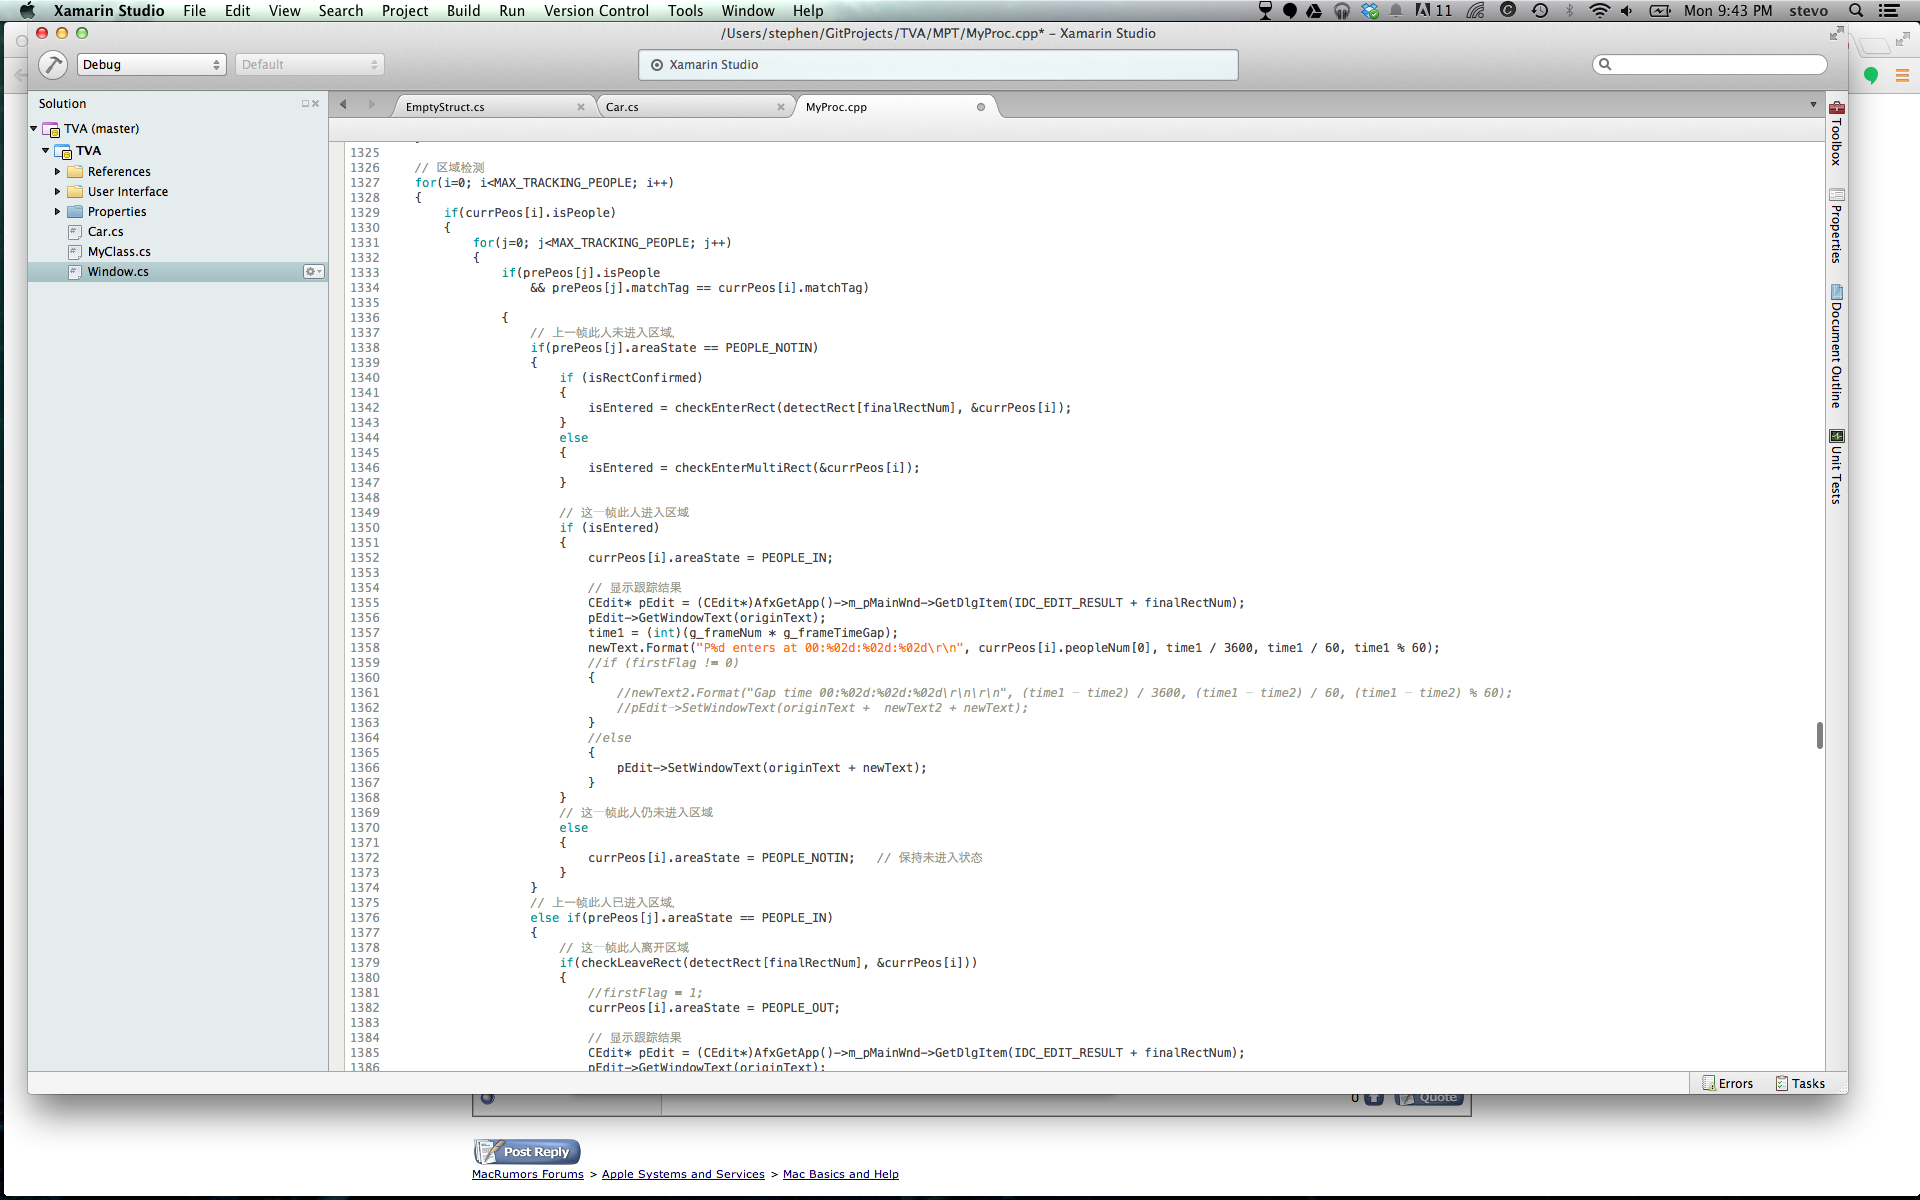 Xamarin Studio File Edit View Search Project Build Run Version Control Tools Window Help 11 Mon 9:43 PM stevo
/Users/stephen/GitProjects/TVA/MPT/MyProc.cpp* – Xamarin Studio
Debug Default Xamarin Studio
Solution
TVA (master)
TVA
References
User Interface
Properties
Car.cs
MyClass.cs
Window.cs
EmptyStruct.cs Car.cs MyProc.cpp
1325
1326 // 区域检测
1327 for(i=0; i<MAX_TRACKING_PEOPLE; i++)
1328 {
1329 if(currPeos[i].isPeople)
1330 {
1331 for(j=0; j<MAX_TRACKING_PEOPLE; j++)
1332 {
1333 if(prePeos[j].isPeople
1334 && prePeos[j].matchTag == currPeos[i].matchTag)
1335
1336 {
1337 // 上一帧此人未进入区域,
1338 if(prePeos[j].areaState == PEOPLE_NOTIN)
1339 {
1340 if (isRectConfirmed)
1341 {
1342 isEntered = checkEnterRect(detectRect[finalRectNum], &currPeos[i]);
1343 }
1344 else
1345 {
1346 isEntered = checkEnterMultiRect(&currPeos[i]);
1347 }
1348
1349 // 这一帧此人进入区域
1350 if (isEntered)
1351 {
1352 currPeos[i].areaState = PEOPLE_IN;
1353
1354 // 显示跟踪结果
1355 CEdit* pEdit = (CEdit*)AfxGetApp()->m_pMainWnd->GetDlgItem(IDC_EDIT_RESULT + finalRectNum);
1356 pEdit->GetWindowText(originText);
1357 time1 = (int)(g_frameNum * g_frameTimeGap);
1358 newText.Format("P%d enters at 00:%02d:%02d:%02d\r\n", currPeos[i].peopleNum[0], time1 / 3600, time1 / 60, time1 % 60);
1359 //if (firstFlag != 0)
1360 {
1361 //newText2.Format("Gap time 00:%02d:%02d:%02d\r\n\r\n", (time1 - time2) / 3600, (time1 - time2) / 60, (time1 - time2) % 60);
1362 //pEdit->SetWindowText(originText +  newText2 + newText);
1363 }
1364 //else
1365 {
1366 pEdit->SetWindowText(originText + newText);
1367 }
1368 }
1369 // 这一帧此人仍未进入区域
1370 else
1371 {
1372 currPeos[i].areaState = PEOPLE_NOTIN;   // 保持未进入状态
1373 }
1374 }
1375 // 上一帧此人已进入区域,
1376 else if(prePeos[j].areaState == PEOPLE_IN)
1377 {
1378 // 这一帧此人离开区域
1379 if(checkLeaveRect(detectRect[finalRectNum], &currPeos[i]))
1380 {
1381 //firstFlag = 1;
1382 currPeos[i].areaState = PEOPLE_OUT;
1383
1384 // 显示跟踪结果
1385 CEdit* pEdit = (CEdit*)AfxGetApp()->m_pMainWnd->GetDlgItem(IDC_EDIT_RESULT + finalRectNum);
1386 pEdit->GetWindowText(originText);
Toolbox
Properties
Document Outline
Unit Tests
Errors Tasks
0 Quote
Post Reply
MacRumors Forums > Apple Systems and Services > Mac Basics and Help